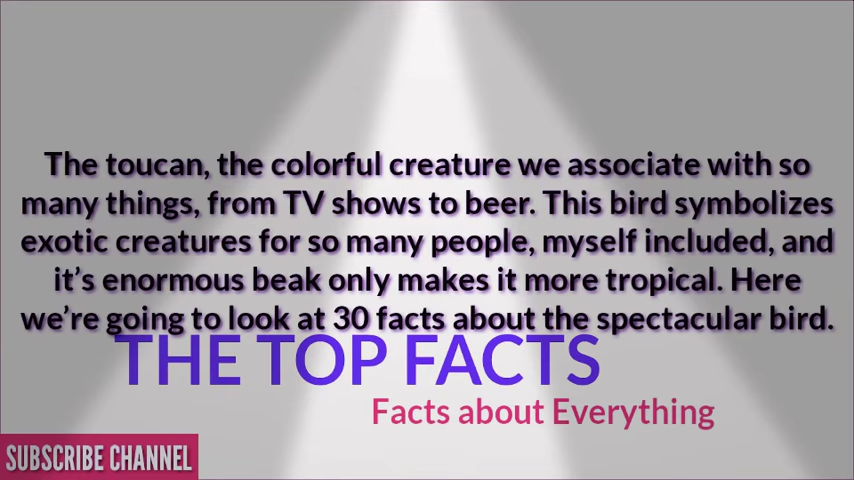 The toucan, the colorful creature we associate with so
many things, from TV shows to beer. This bird symbolizes
exotic creatures for so many people, myself included, and
it's enormous beak only makes it more tropical. Here
we're going to look at 30 facts about the spectacular bird.
THE TOP FACTS
Facts about Everything
SUBSCRIBE CHANNEL